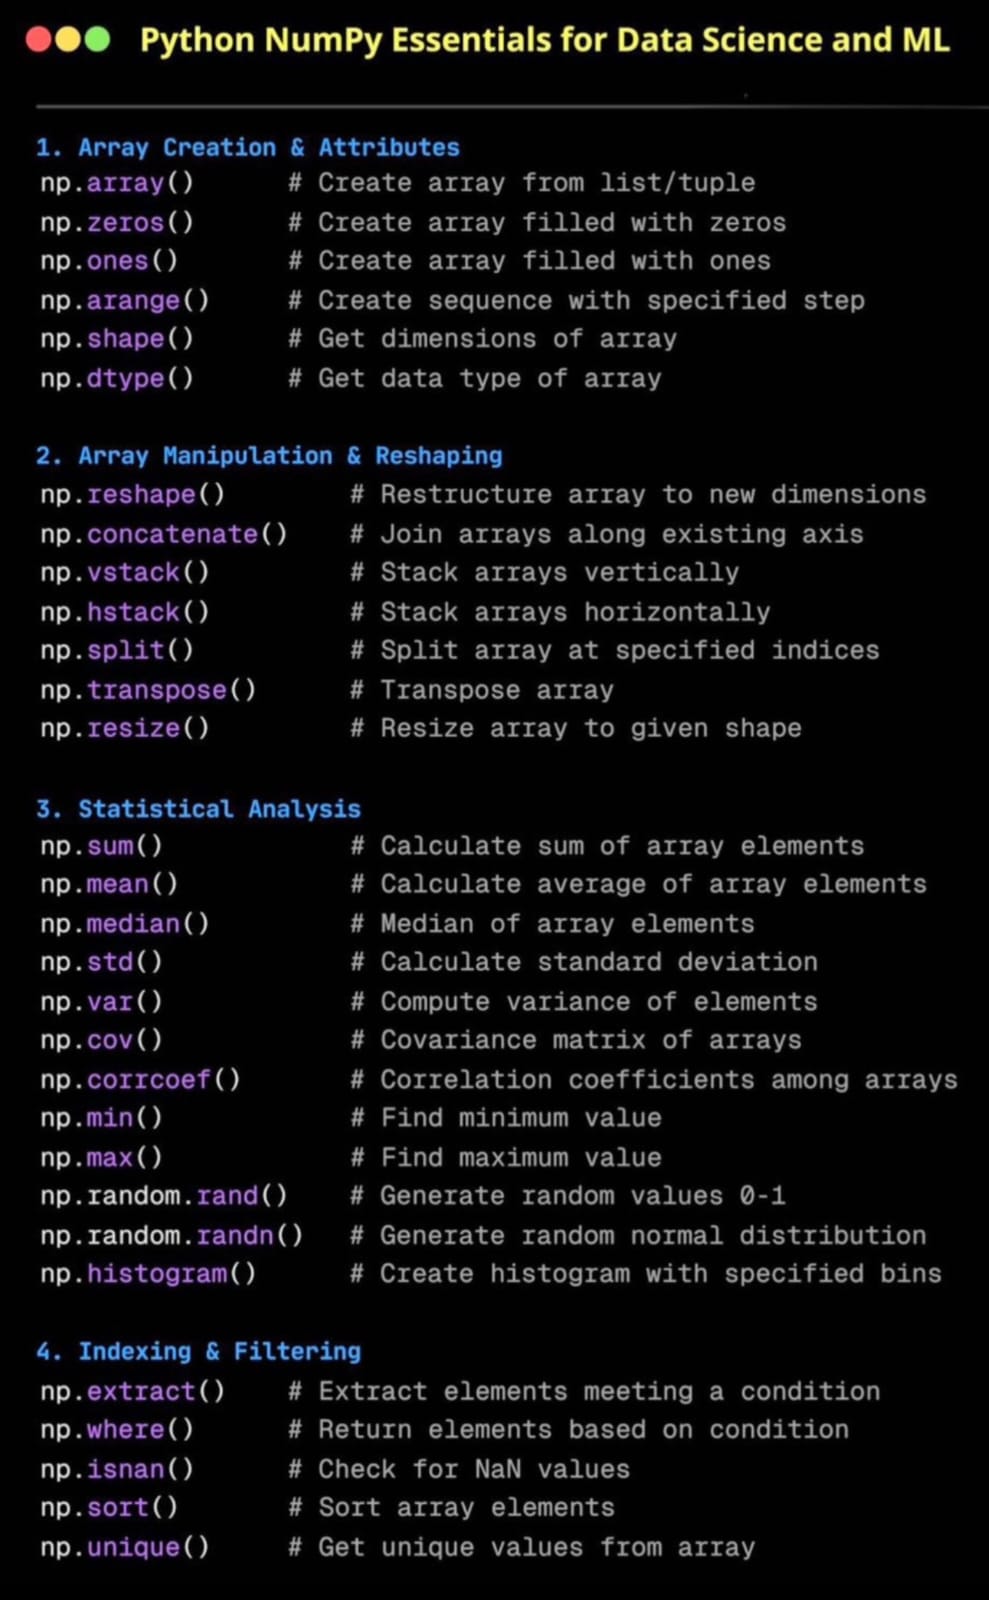 Python NumPy Essentials for Data Science and ML
1. Array Creation & Attributes
np.array() # Create array from list/tuple
np.zeros() # Create array filled with zeros
np.ones() # Create array filled with ones
np.arange() # Create sequence with specified step
np.shape() # Get dimensions of array
np.dtype() # Get data type of array
2. Array Manipulation & Reshaping
np.reshape() # Restructure array to new dimensions
np.concatenate() # Join arrays along existing axis
np.vstack() # Stack arrays vertically
np.hstack() # Stack arrays horizontally
np.split() # Split array at specified indices
np.transpose() # Transpose array
np.resize() # Resize array to given shape
3. Statistical Analysis
np.sum() # Calculate sum of array elements
np.mean() # Calculate average of array elements
np.median() # Median of array elements
np.std() # Calculate standard deviation
np.var() # Compute variance of elements
np.cov() # Covariance matrix of arrays
np.corrcoef() # Correlation coefficients among arrays
np.min() # Find minimum value
np.max() # Find maximum value
np.random.rand() # Generate random values 0-1
np.random.randn() # Generate random normal distribution
np.histogram() # Create histogram with specified bins
4. Indexing & Filtering
np.extract() # Extract elements meeting a condition
np.where() # Return elements based on condition
np.isnan() # Check for NaN values
np.sort() # Sort array elements
np.unique() # Get unique values from array